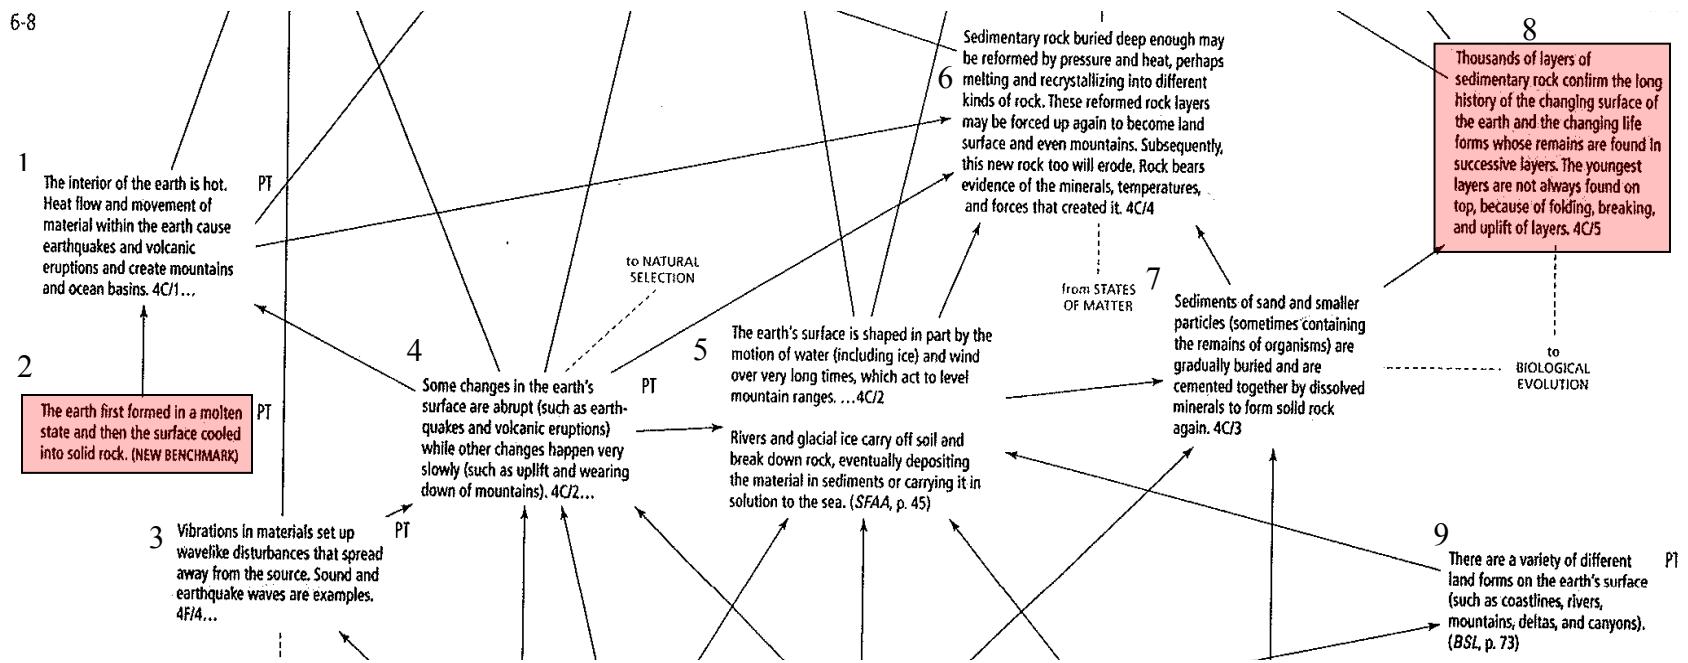 6-8
1
The interior of the earth is hot.
Heat flow and movement of
material within the earth cause
earthquakes and volcanic
eruptions and create mountains
and ocean basins. 4C/1...
PT
2
The earth first formed in a molten
state and then the surface cooled
into solid rock. (NEW BENCHMARK)
PT
3
Vibrations in materials set up
wavelike disturbances that spread
away from the source. Sound and
earthquake waves are examples.
4F/4...
PT
4
Some changes in the earth's
surface are abrupt (such as earth-
quakes and volcanic eruptions)
while other changes happen very
slowly (such as uplift and wearing
down of mountains). 4C/2...
PT
to NATURAL
SELECTION
5
The earth's surface is shaped in part by the
motion of water (including ice) and wind
over very long times, which act to level
mountain ranges. ...4C/2
Rivers and glacial ice carry off soil and
break down rock, eventually depositing
the material in sediments or carrying it in
solution to the sea. (SFAA, p. 45)
6
Sedimentary rock buried deep enough may
be reformed by pressure and heat, perhaps
melting and recrystallizing into different
kinds of rock. These reformed rock layers
may be forced up again to become land
surface and even mountains. Subsequently,
this new rock too will erode. Rock bears
evidence of the minerals, temperatures,
and forces that created it. 4C/4
from STATES
OF MATTER
7
Sediments of sand and smaller
particles (sometimes containing
the remains of organisms) are
gradually buried and are
cemented together by dissolved
minerals to form solid rock
again. 4C/3
8
Thousands of layers of
sedimentary rock confirm the long
history of the changing surface of
the earth and the changing life
forms whose remains are found in
successive layers. The youngest
layers are not always found on
top, because of folding, breaking,
and uplift of layers. 4C/5
to
BIOLOGICAL
EVOLUTION
9
There are a variety of different
land forms on the earth's surface
(such as coastlines, rivers,
mountains, deltas, and canyons).
(BSL, p. 73)
PT